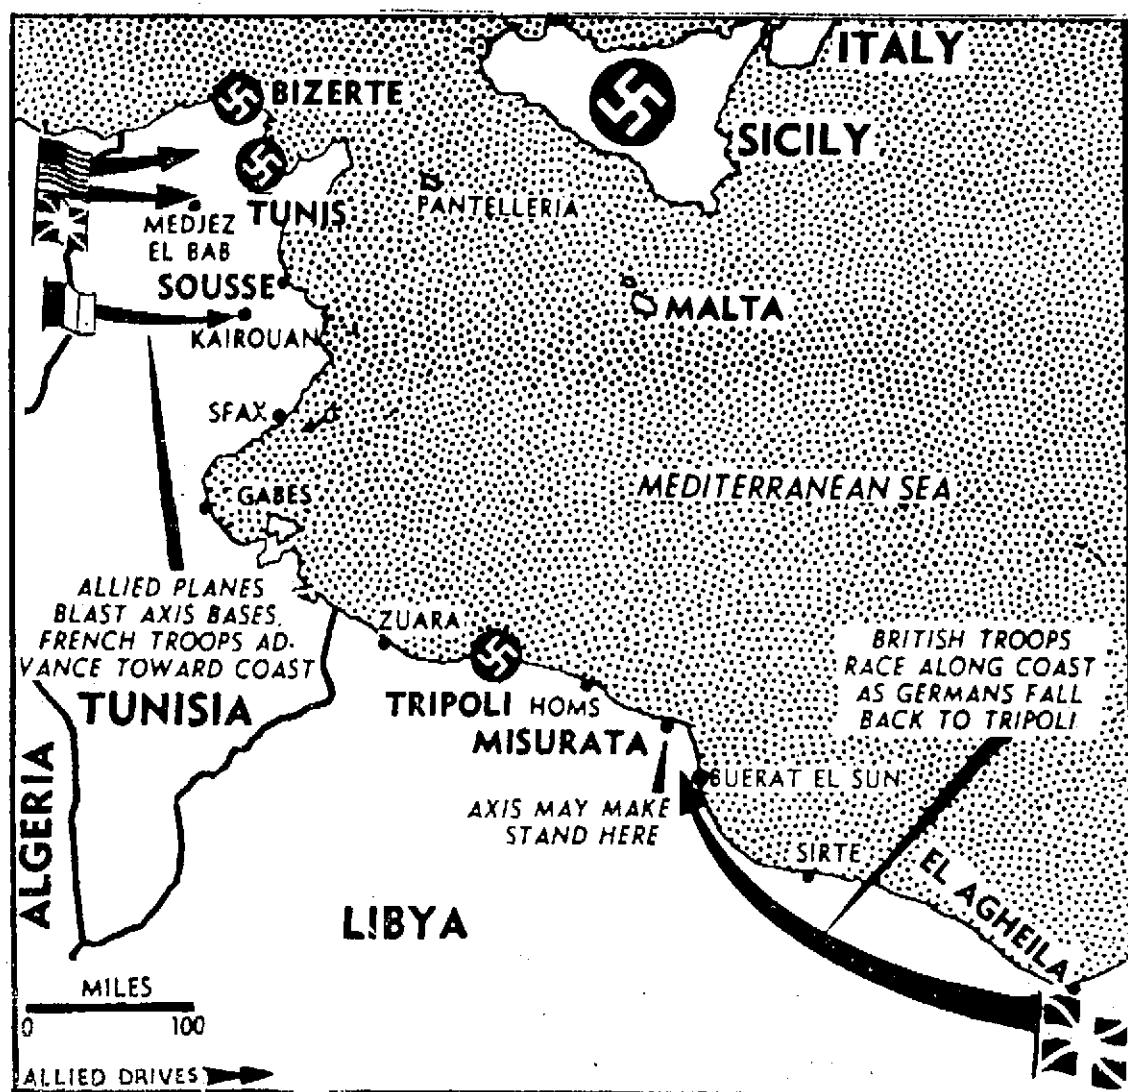 ITALY
BIZERTE
SICILY
TUNIS
PANTELLERIA
MEDJEZ
EL BAB
SOUSSE
MALTA
KAIROUAN
SFAX
MEDITERRANEAN SEA
GABES
ALLIED PLANES
BLAST AXIS BASES,
FRENCH TROOPS AD-
VANCE TOWARD COAST
ZUARA
BRITISH TROOPS
RACE ALONG COAST
AS GERMANS FALL
BACK TO TRIPOLI
TUNISIA
TRIPOLI
HOMS
MISURATA
BUERAT EL SUN
AXIS MAY MAKE
STAND HERE
ALGERIA
SIRTE
EL AGHEILA
LIBYA
MILES
0 100
ALLIED DRIVES